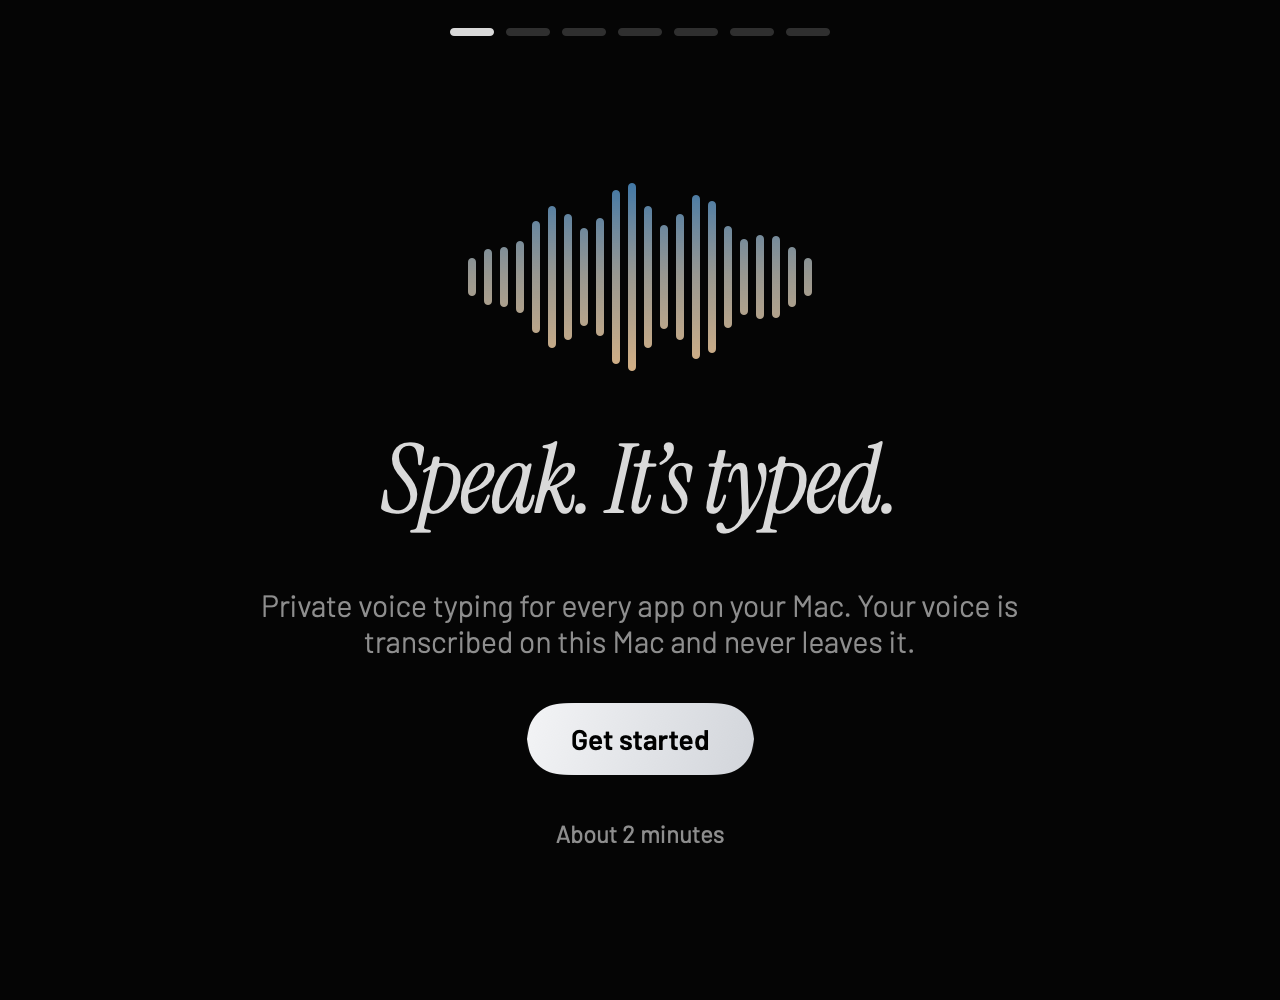 Speak. It’s typed.
Private voice typing for every app on your Mac. Your voice is
transcribed on this Mac and never leaves it.
Get started
About 2 minutes